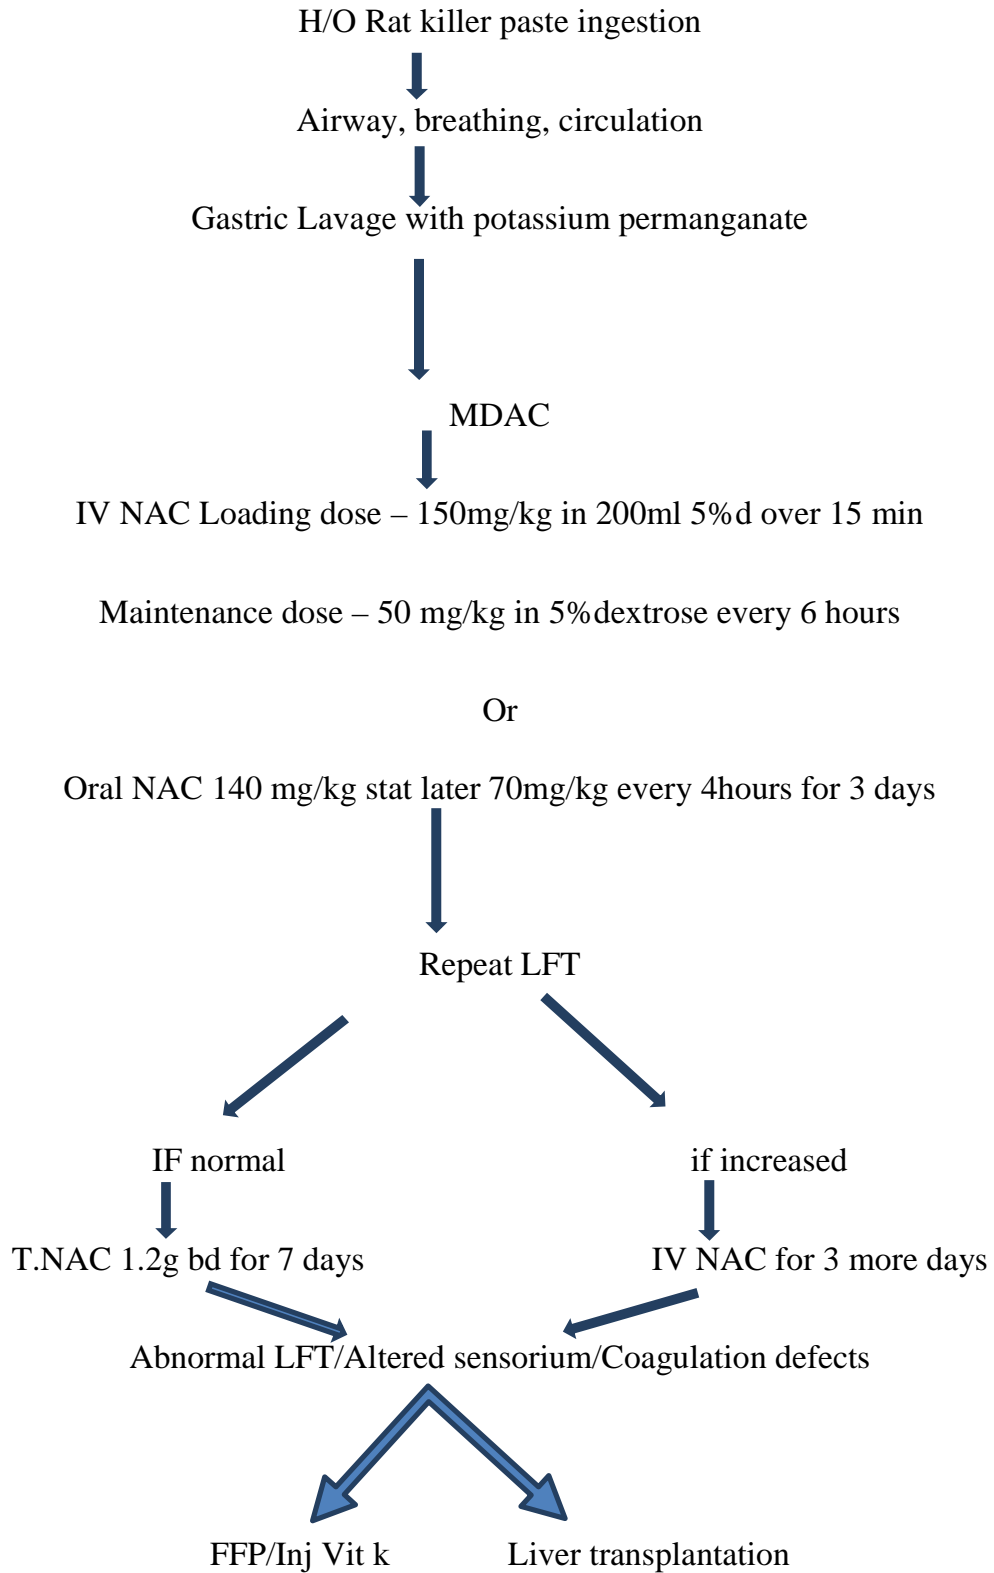 H/O Rat killer paste ingestion
Airway, breathing, circulation
Gastric Lavage with potassium permanganate
MDAC
IV NAC Loading dose – 150mg/kg in 200ml 5%d over 15 min
Maintenance dose – 50 mg/kg in 5%dextrose every 6 hours
Or
Oral NAC 140 mg/kg stat later 70mg/kg every 4hours for 3 days
Repeat LFT
IF normal
if increased
T.NAC 1.2g bd for 7 days
IV NAC for 3 more days
Abnormal LFT/Altered sensorium/Coagulation defects
FFP/Inj Vit k
Liver transplantation